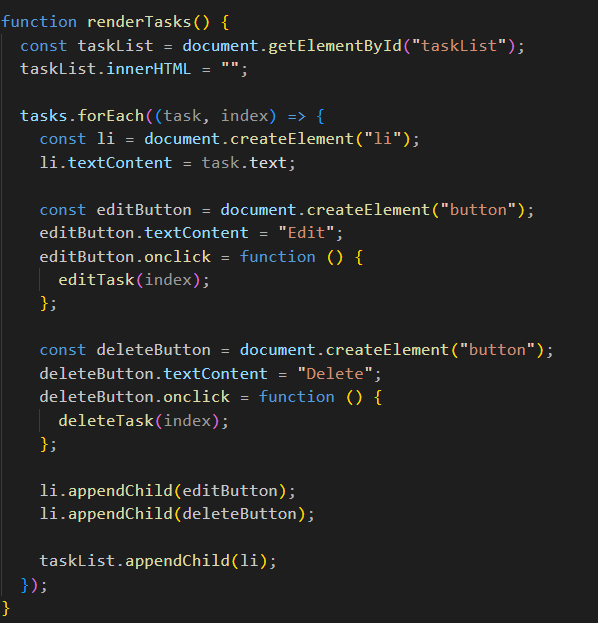 function renderTasks() {
  const taskList = document.getElementById("taskList");
  taskList.innerHTML = "";

  tasks.forEach((task, index) => {
    const li = document.createElement("li");
    li.textContent = task.text;

    const editButton = document.createElement("button");
    editButton.textContent = "Edit";
    editButton.onclick = function () {
      editTask(index);
    };

    const deleteButton = document.createElement("button");
    deleteButton.textContent = "Delete";
    deleteButton.onclick = function () {
      deleteTask(index);
    };

    li.appendChild(editButton);
    li.appendChild(deleteButton);

    taskList.appendChild(li);
  });
}